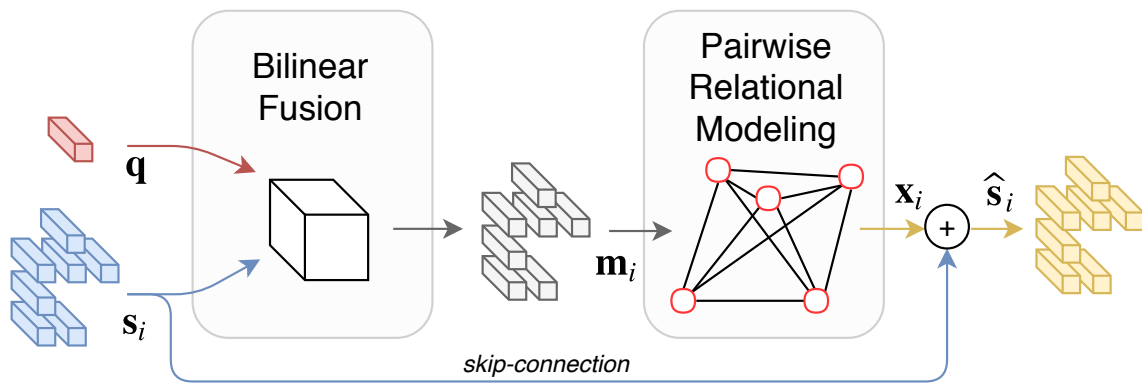 Bilinear
Fusion
Pairwise
Relational
Modeling
q
s_i
m_i
x_i
+
ŝ_i
skip-connection